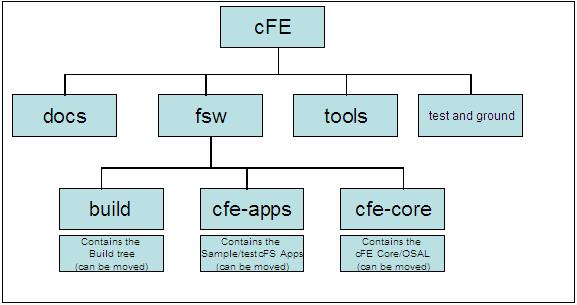 cFE
docs
fsw
tools
test and ground
build
cfe-apps
cfe-core
Contains the
Build tree
(can be moved)
Contains the
Sample/testcFS Apps
(can be moved)
Contains the
cFE Core/OSAL
(can be moved)